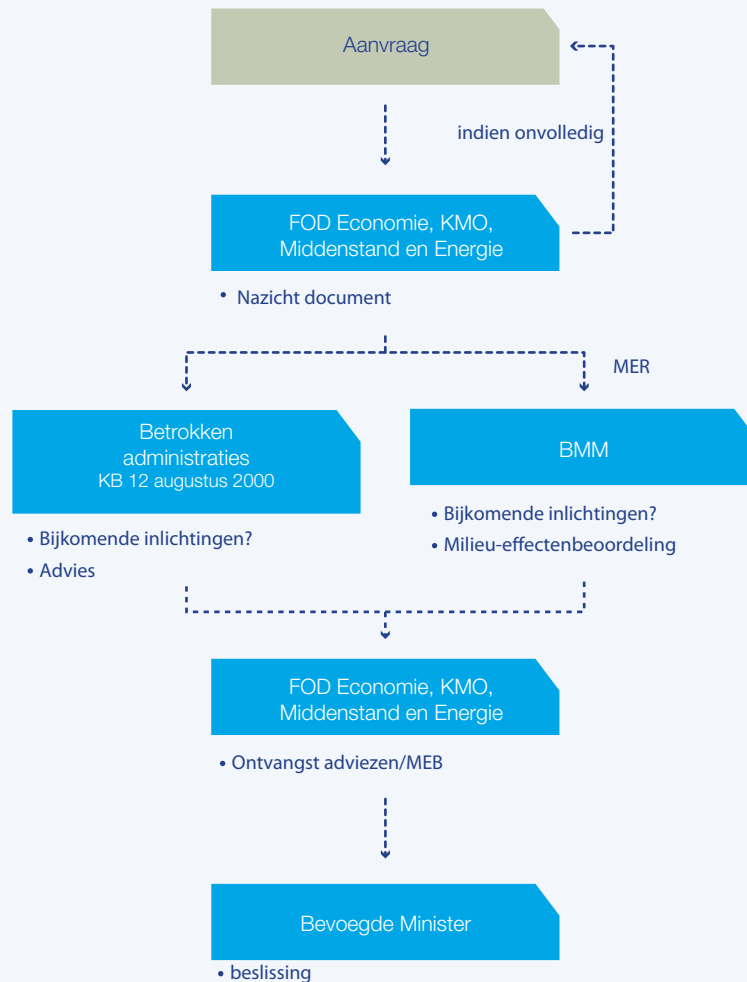 Aanvraag
indien onvolledig
FOD Economie, KMO,
Middenstand en Energie
• Nazicht document
MER
Betrokken
administraties
KB 12 augustus 2000
• Bijkomende inlichtingen?
• Advies
BMM
• Bijkomende inlichtingen?
• Milieu-effectenbeoordeling
FOD Economie, KMO,
Middenstand en Energie
• Ontvangst adviezen/MEB
Bevoegde Minister
• beslissing